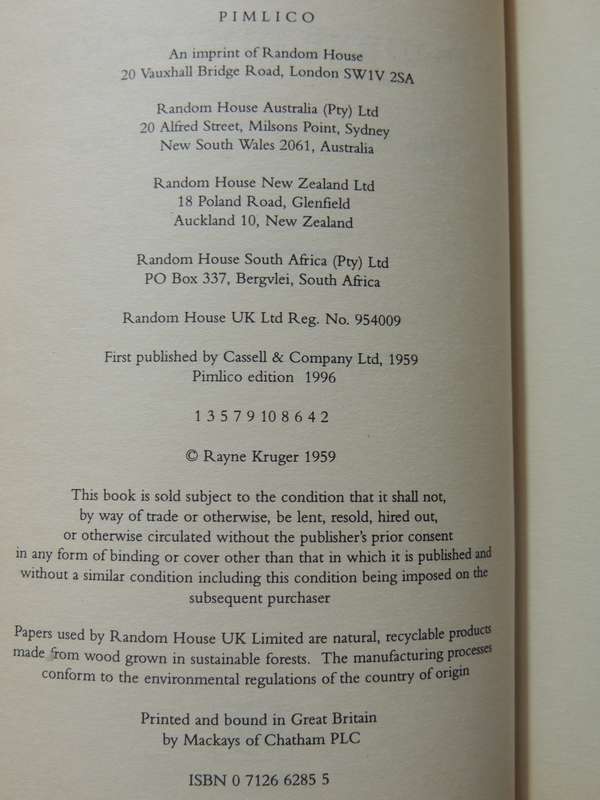 PIMLICO
An imprint of Random House
20 Vauxhall Bridge Road, London SW1V 2SA
Random House Australia (Pty) Ltd
20 Alfred Street, Milsons Point, Sydney
New South Wales 2061, Australia
Random House New Zealand Ltd
18 Poland Road, Glenfield
Auckland 10, New Zealand
Random House South Africa (Pty) Ltd
PO Box 337, Bergvlei, South Africa
Random House UK Ltd Reg. No. 954009
First published by Cassell & Company Ltd, 1959
Pimlico edition 1996
1 3 5 7 9 10 8 6 4 2
© Rayne Kruger 1959
This book is sold subject to the condition that it shall not,
by way of trade or otherwise, be lent, resold, hired out,
or otherwise circulated without the publisher's prior consent
in any form of binding or cover other than that in which it is published and
without a similar condition including this condition being imposed on the
subsequent purchaser
Papers used by Random House UK Limited are natural, recyclable products
made from wood grown in sustainable forests. The manufacturing processes
conform to the environmental regulations of the country of origin
Printed and bound in Great Britain
by Mackays of Chatham PLC
ISBN 0 7126 6285 5